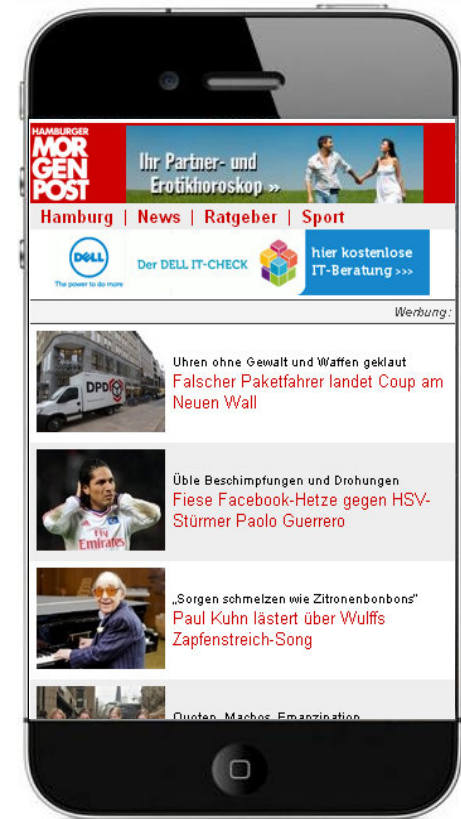 HAMBURGER
MOR
GEN
POST
Ihr Partner- und
Erotikhoroskop »
Hamburg | News | Ratgeber | Sport
DELL
The power to do more
Der DELL IT-CHECK
hier kostenlose
IT-Beratung >>>
Werbung:
DPD
Uhren ohne Gewalt und Waffen geklaut
Falscher Paketfahrer landet Coup am
Neuen Wall
Fly
Emirates
Üble Beschimpfungen und Drohungen
Fiese Facebook-Hetze gegen HSV-
Stürmer Paolo Guerrero
„Sorgen schmelzen wie Zitronenbonbons"
Paul Kuhn lästert über Wulffs
Zapfenstreich-Song
Quoten, Machos, Emanzipation